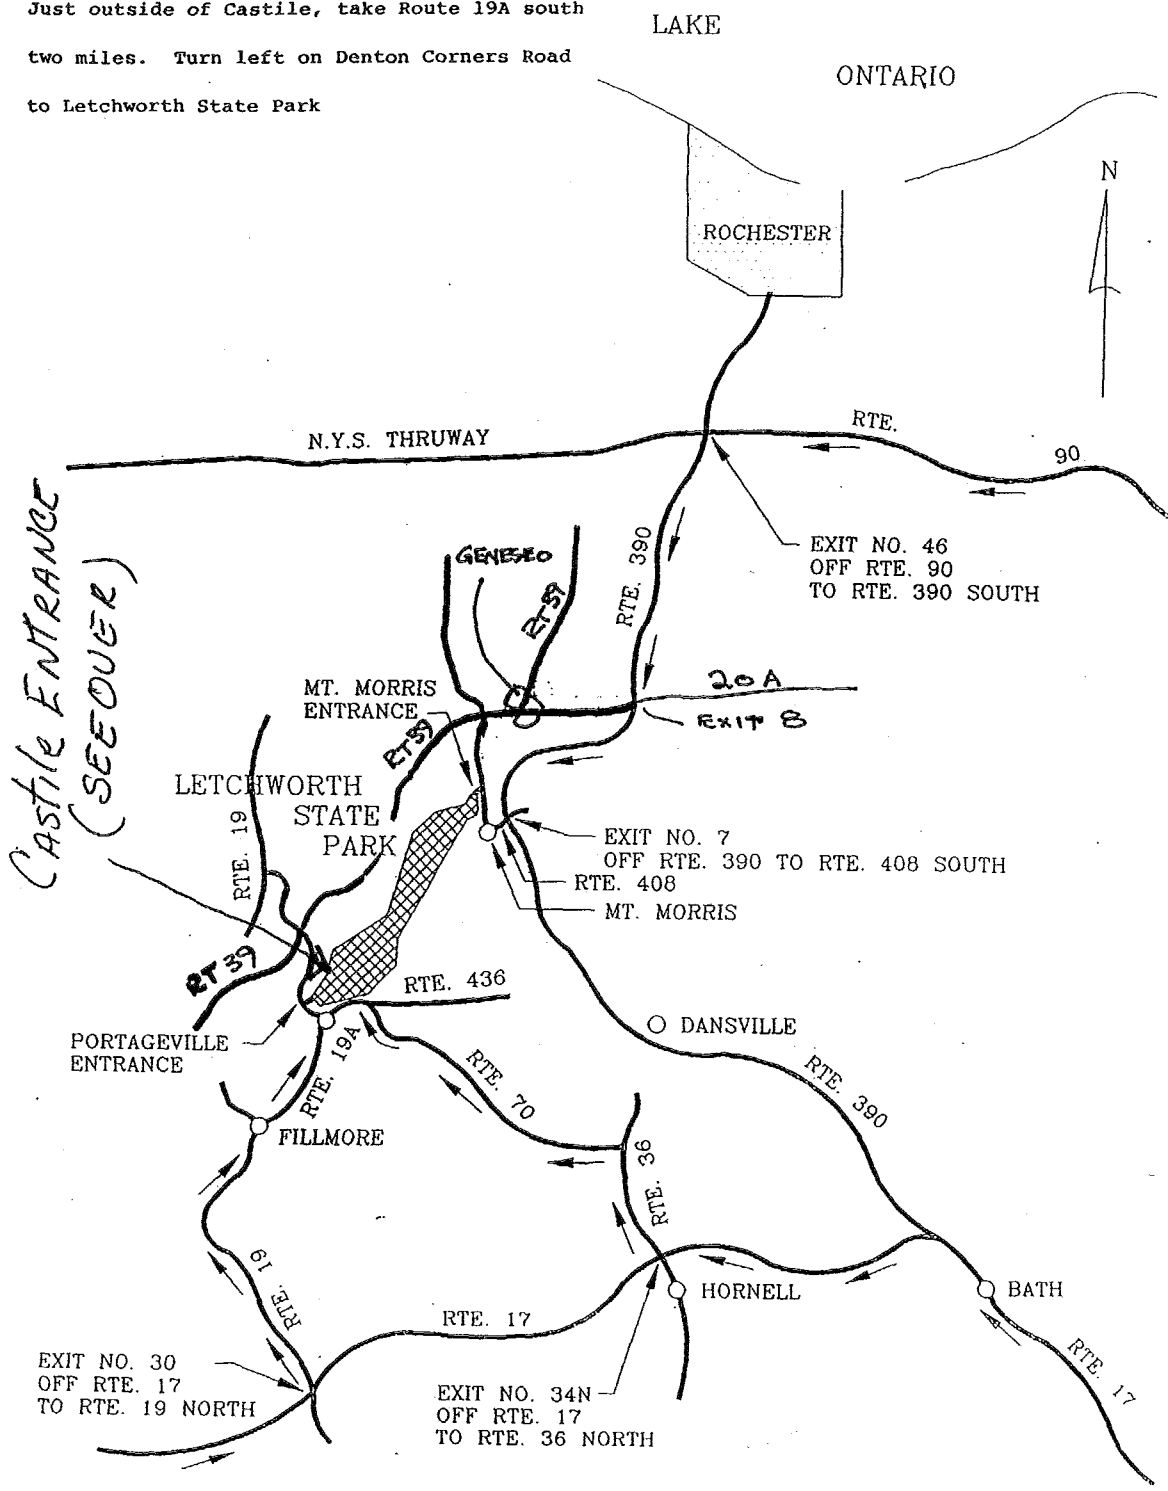 Just outside of Castile, take Route 19A south
two miles. Turn left on Denton Corners Road
to Letchworth State Park
LAKE
ONTARIO
N
ROCHESTER
N.Y.S. THRUWAY
RTE.
90
EXIT NO. 46
OFF RTE. 90
TO RTE. 390 SOUTH
RTE. 390
GENESEO
RT 39
20A
Exit 8
MT. MORRIS
ENTRANCE
RT 39
CAstile ENTRANCE
(SEE OVER)
LETCHWORTH
STATE
PARK
RTE. 19
EXIT NO. 7
OFF RTE. 390 TO RTE. 408 SOUTH
RTE. 408
MT. MORRIS
RT 39
RTE. 436
PORTAGEVILLE
ENTRANCE
RTE. 19A
DANSVILLE
RTE. 70
RTE. 390
FILLMORE
RTE. 36
RTE. 19
HORNELL
BATH
RTE. 17
RTE. 17
EXIT NO. 30
OFF RTE. 17
TO RTE. 19 NORTH
EXIT NO. 34N
OFF RTE. 17
TO RTE. 36 NORTH